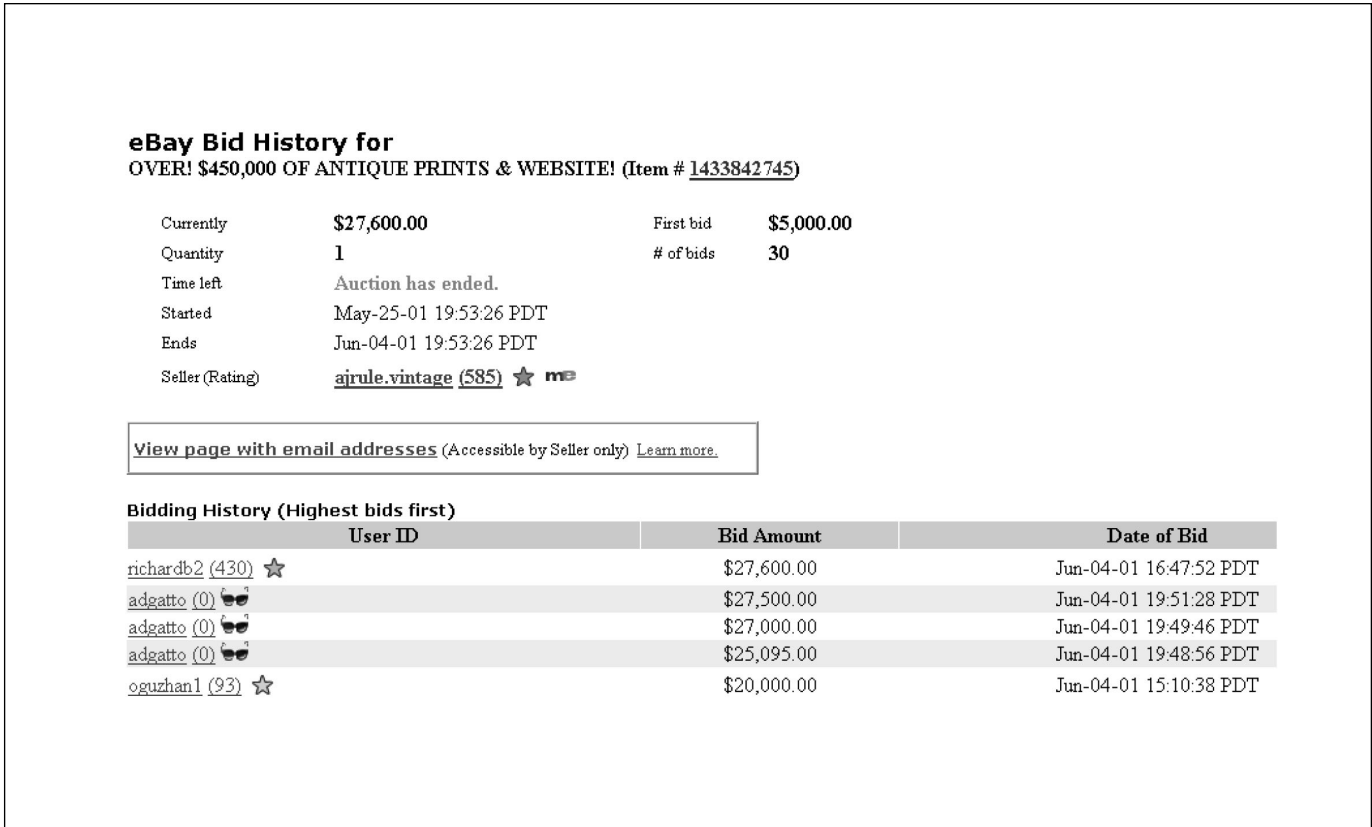 eBay Bid History for
OVER! $450,000 OF ANTIQUE PRINTS & WEBSITE! (Item # 1433842745)
Currently $27,600.00 First bid $5,000.00
Quantity 1 # of bids 30
Time left Auction has ended.
Started May-25-01 19:53:26 PDT
Ends Jun-04-01 19:53:26 PDT
Seller (Rating) ajrule.vintage (585) me
View page with email addresses (Accessible by Seller only) Learn more.
Bidding History (Highest bids first)
User ID Bid Amount Date of Bid
richardb2 (430) $27,600.00 Jun-04-01 16:47:52 PDT
adgatto (0) $27,500.00 Jun-04-01 19:51:28 PDT
adgatto (0) $27,000.00 Jun-04-01 19:49:46 PDT
adgatto (0) $25,095.00 Jun-04-01 19:48:56 PDT
oguzhan1 (93) $20,000.00 Jun-04-01 15:10:38 PDT